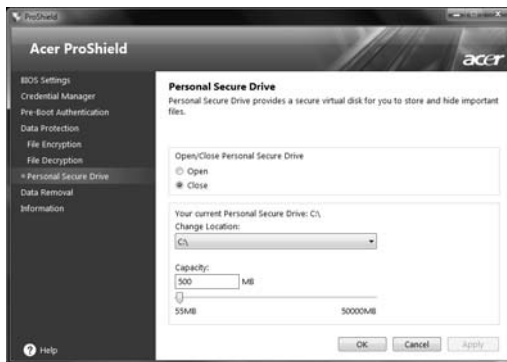 ProShield
Acer ProShield
acer
BIOS Settings
Credential Manager
Pre-Boot Authentication
Data Protection
File Encryption
File Decryption
Personal Secure Drive
Data Removal
Information
Help
Personal Secure Drive
Personal Secure Drive provides a secure virtual disk for you to store and hide important
files.
Open/Close Personal Secure Drive
Open
Close
Your current Personal Secure Drive: C:\
Change Location:
C:\
Capacity:
500 MB
55MB 50000MB
OK Cancel Apply